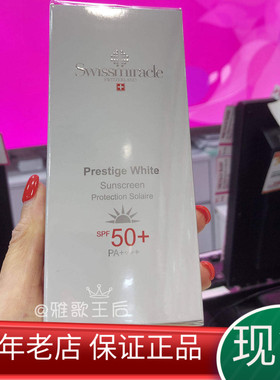 Swissmiracle
Prestige White
Sunscreen
Protection Solaire
SPF 50+
@雅歌王后
年老店 保证正品
现